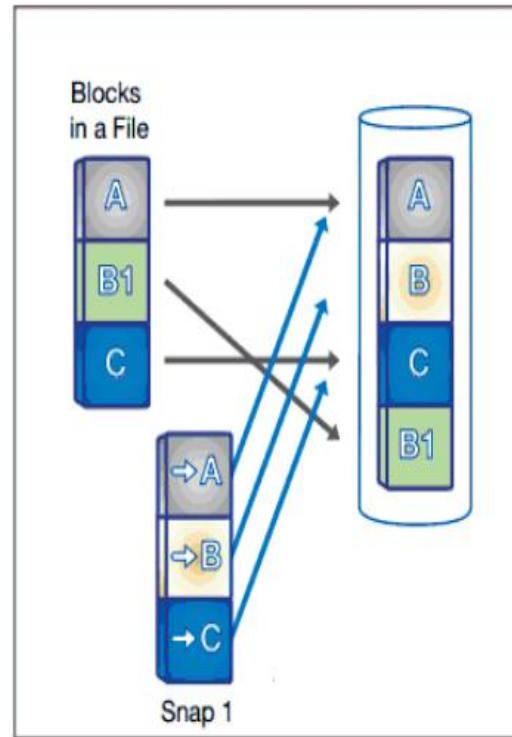 Blocks
in a File
A
B1
C
A
B
C
B1
→A
→B
→C
Snap 1